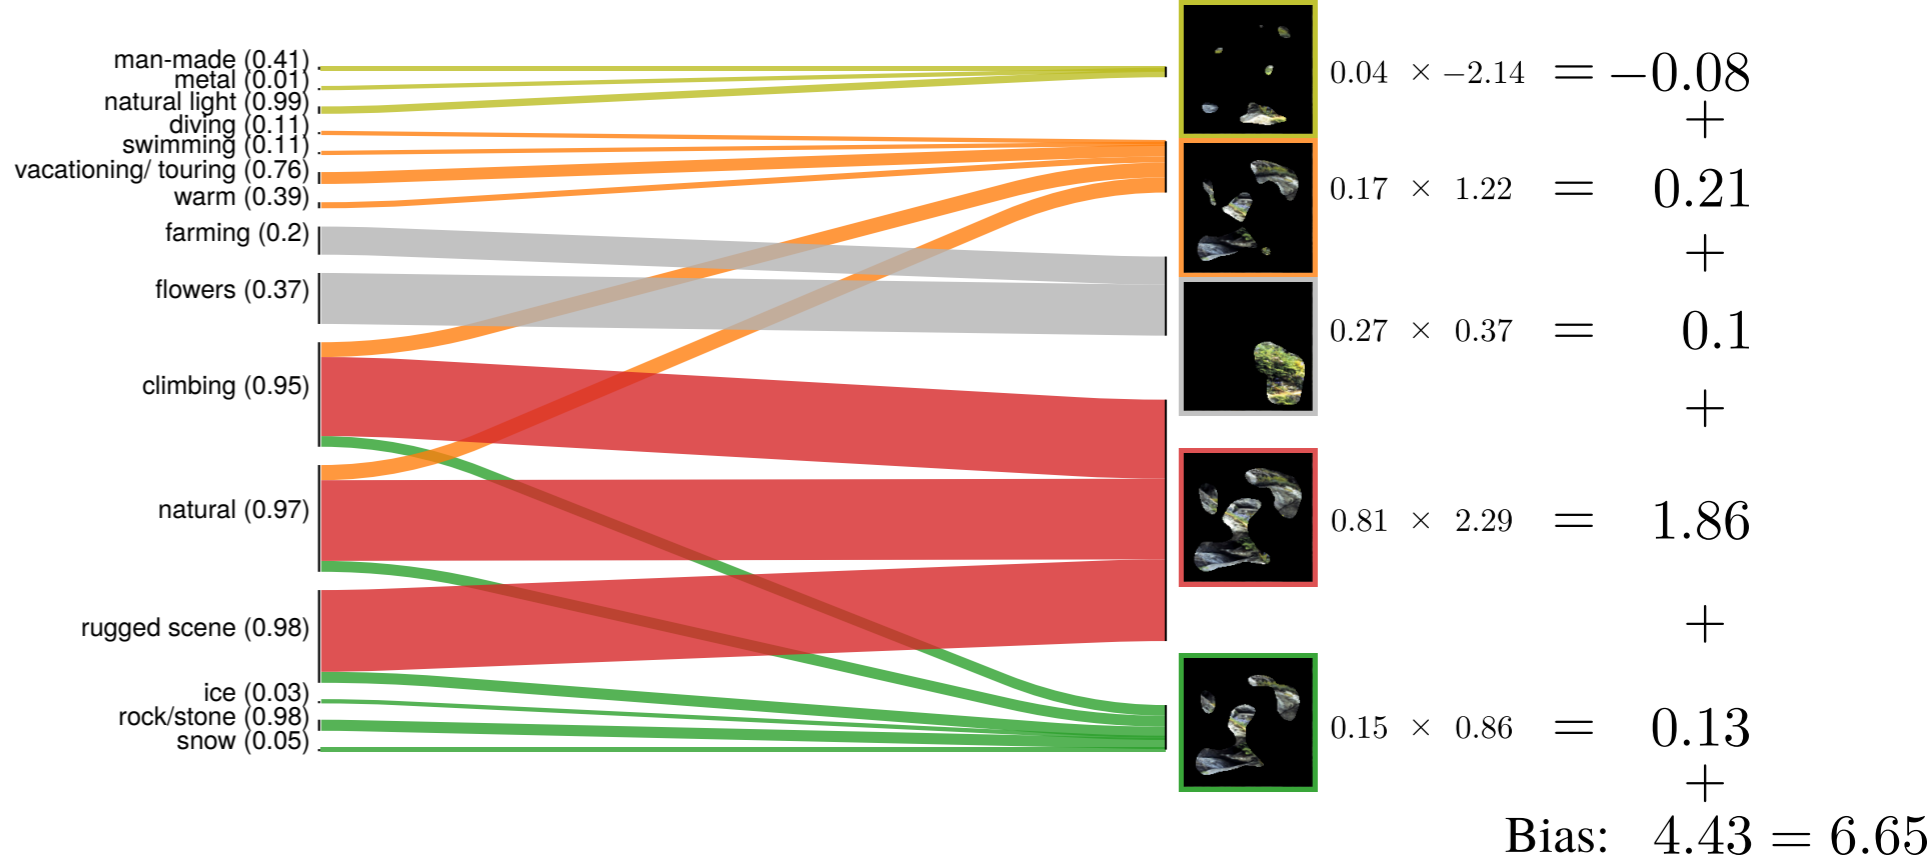 man-made (0.41)
metal (0.01)
natural light (0.99)
diving (0.11)
swimming (0.11)
vacationing/ touring (0.76)
warm (0.39)
farming (0.2)
flowers (0.37)
climbing (0.95)
natural (0.97)
rugged scene (0.98)
ice (0.03)
rock/stone (0.98)
snow (0.05)
0.04 × −2.14 = −0.08
+
0.17 × 1.22 = 0.21
+
0.27 × 0.37 = 0.1
+
0.81 × 2.29 = 1.86
+
0.15 × 0.86 = 0.13
+
Bias: 4.43 = 6.65